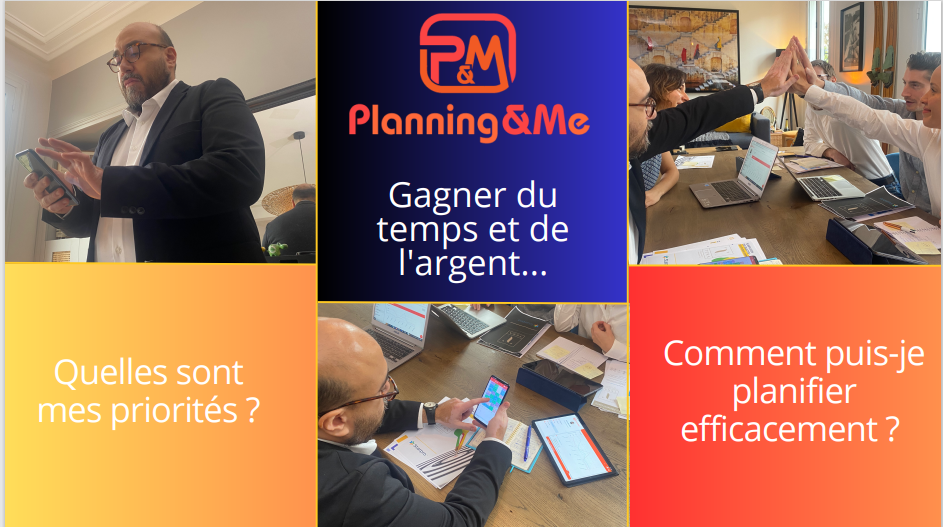 P&M
Planning&Me
Gagner du
temps et de
l'argent...
Quelles sont
mes priorités ?
Comment puis-je
planifier
efficacement ?